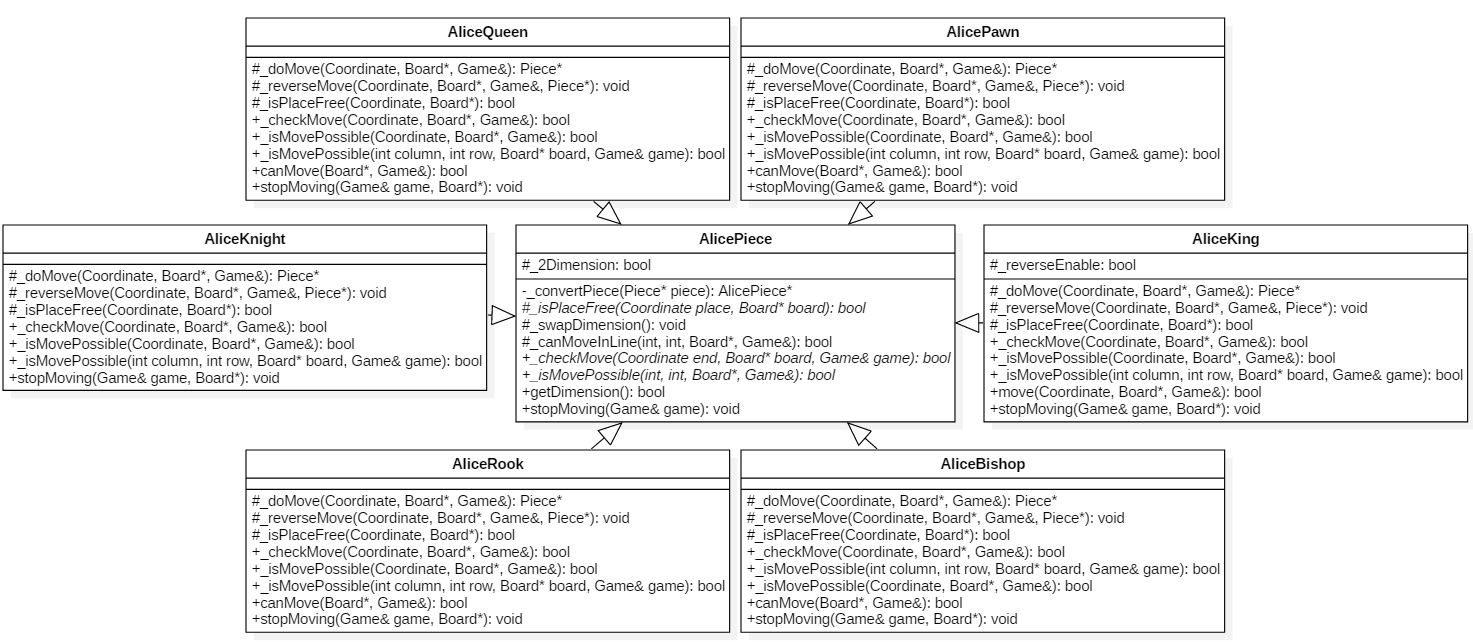 AliceQueen
#_doMove(Coordinate, Board*, Game&): Piece*
#_reverseMove(Coordinate, Board*, Game&, Piece*): void
#_isPlaceFree(Coordinate, Board*): bool
+_checkMove(Coordinate, Board*, Game&): bool
+_isMovePossible(Coordinate, Board*, Game&): bool
+_isMovePossible(int column, int row, Board* board, Game& game): bool
+canMove(Board*, Game&): bool
+stopMoving(Game& game, Board*): void
AlicePawn
#_doMove(Coordinate, Board*, Game&): Piece*
#_reverseMove(Coordinate, Board*, Game&, Piece*): void
#_isPlaceFree(Coordinate, Board*): bool
+_checkMove(Coordinate, Board*, Game&): bool
+_isMovePossible(Coordinate, Board*, Game&): bool
+_isMovePossible(int column, int row, Board* board, Game& game): bool
+canMove(Board*, Game&): bool
+stopMoving(Game& game, Board*): void
AliceKnight
#_doMove(Coordinate, Board*, Game&): Piece*
#_reverseMove(Coordinate, Board*, Game&, Piece*): void
#_isPlaceFree(Coordinate, Board*): bool
+_checkMove(Coordinate, Board*, Game&): bool
+_isMovePossible(Coordinate, Board*, Game&): bool
+_isMovePossible(int column, int row, Board* board, Game& game): bool
+stopMoving(Game& game, Board*): void
AlicePiece
#_2Dimension: bool
-_convertPiece(Piece* piece): AlicePiece*
#_isPlaceFree(Coordinate place, Board* board): bool
#_swapDimension(): void
#_canMoveInLine(int, int, Board*, Game&): bool
+_checkMove(Coordinate end, Board* board, Game& game): bool
+_isMovePossible(int, int, Board*, Game&): bool
+getDimension(): bool
+stopMoving(Game& game): void
AliceKing
#_reverseEnable: bool
#_doMove(Coordinate, Board*, Game&): Piece*
#_reverseMove(Coordinate, Board*, Game&, Piece*): void
#_isPlaceFree(Coordinate, Board*): bool
+_checkMove(Coordinate, Board*, Game&): bool
+_isMovePossible(Coordinate, Board*, Game&): bool
+_isMovePossible(int column, int row, Board* board, Game& game): bool
+move(Coordinate, Board*, Game&): bool
+stopMoving(Game& game, Board*): void
AliceRook
#_doMove(Coordinate, Board*, Game&): Piece*
#_reverseMove(Coordinate, Board*, Game&, Piece*): void
#_isPlaceFree(Coordinate, Board*): bool
+_checkMove(Coordinate, Board*, Game&): bool
+_isMovePossible(Coordinate, Board*, Game&): bool
+_isMovePossible(int column, int row, Board* board, Game& game): bool
+canMove(Board*, Game&): bool
+stopMoving(Game& game, Board*): void
AliceBishop
#_doMove(Coordinate, Board*, Game&): Piece*
#_reverseMove(Coordinate, Board*, Game&, Piece*): void
#_isPlaceFree(Coordinate, Board*): bool
+_checkMove(Coordinate, Board*, Game&): bool
+_isMovePossible(int column, int row, Board* board, Game& game): bool
+_isMovePossible(Coordinate, Board*, Game&): bool
+canMove(Board*, Game&): bool
+stopMoving(Game& game, Board*): void